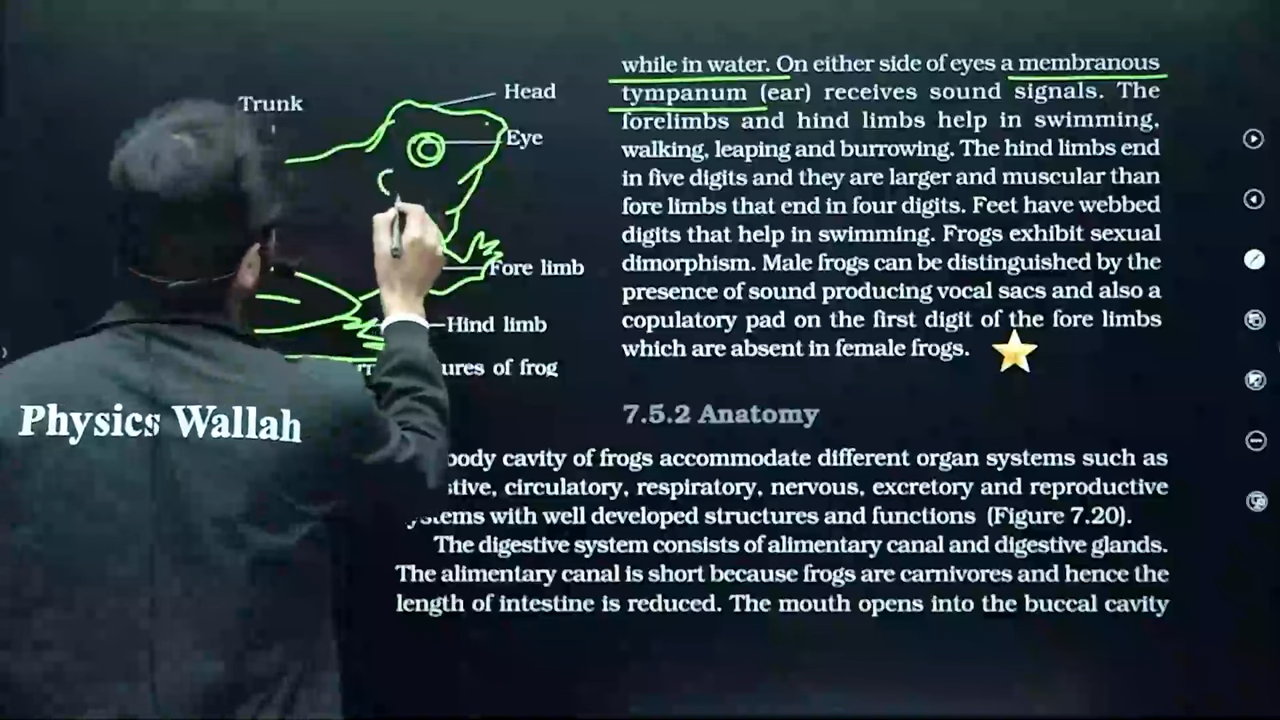 Trunk
Head
Eye
Fore limb
Hind limb
ures of frog
while in water. On either side of eyes a membranous
tympanum (ear) receives sound signals. The
forelimbs and hind limbs help in swimming,
walking, leaping and burrowing. The hind limbs end
in five digits and they are larger and muscular than
fore limbs that end in four digits. Feet have webbed
digits that help in swimming. Frogs exhibit sexual
dimorphism. Male frogs can be distinguished by the
presence of sound producing vocal sacs and also a
copulatory pad on the first digit of the fore limbs
which are absent in female frogs.
7.5.2 Anatomy
body cavity of frogs accommodate different organ systems such as
stive, circulatory, respiratory, nervous, excretory and reproductive
ystems with well developed structures and functions (Figure 7.20).
The digestive system consists of alimentary canal and digestive glands.
The alimentary canal is short because frogs are carnivores and hence the
length of intestine is reduced. The mouth opens into the buccal cavity
Physics Wallah